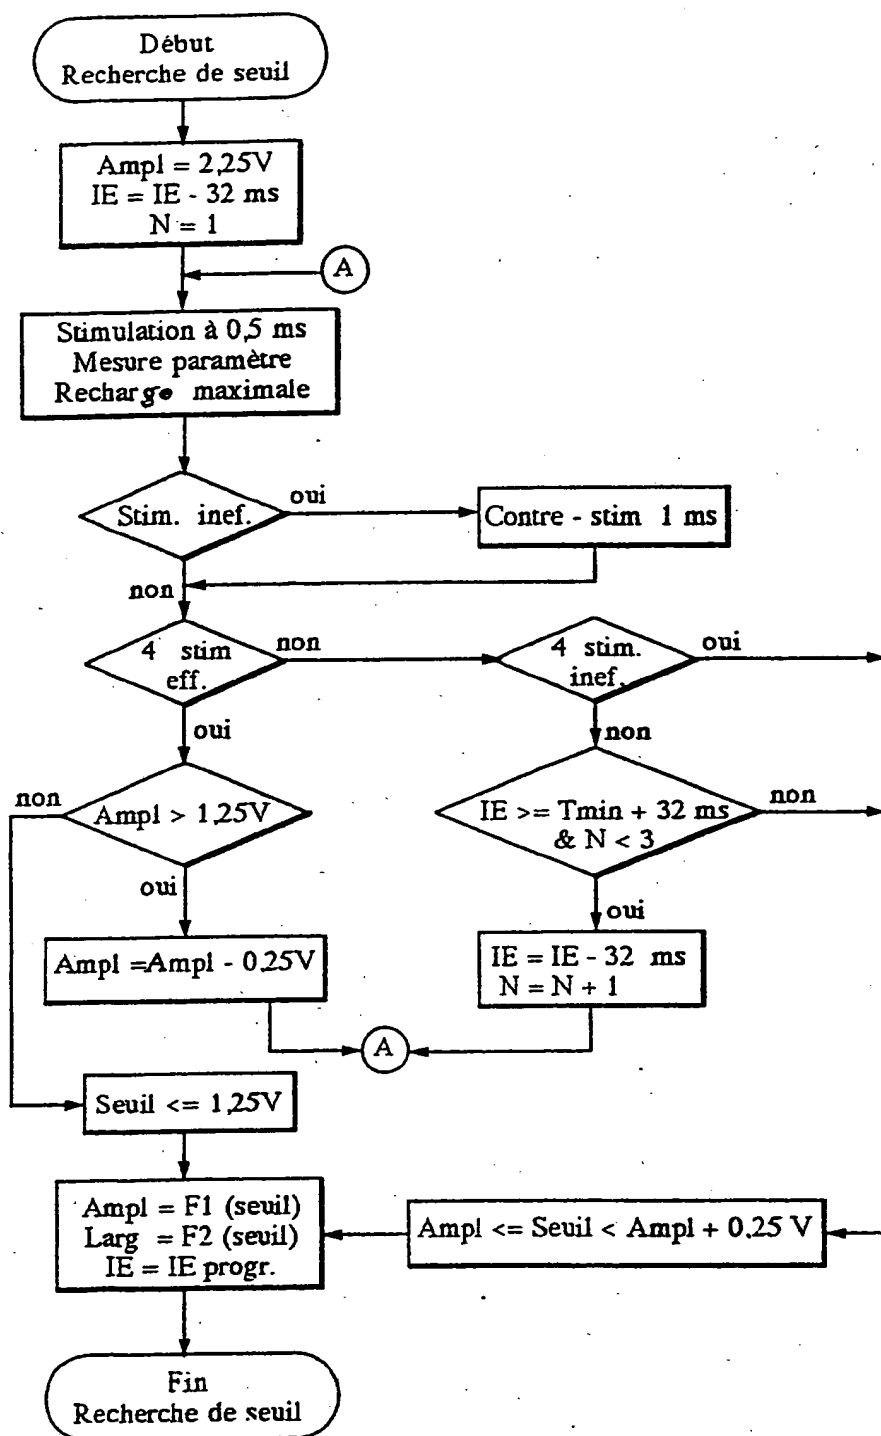 Début
Recherche de seuil
Ampl = 2,25V
IE = IE - 32 ms
N = 1
A
Stimulation à 0,5 ms
Mesure paramètre
Recharge maximale
Stim. inef.
oui
Contre - stim 1 ms
non
4 stim
eff.
non
4 stim.
inef.
oui
oui
non
non
Ampl > 1,25V
IE >= Tmin + 32 ms
& N < 3
non
oui
oui
Ampl =Ampl - 0,25V
IE = IE - 32 ms
N = N + 1
A
Seuil <= 1,25V
Ampl = F1 (seuil)
Larg = F2 (seuil)
IE = IE progr.
Ampl <= Seuil < Ampl + 0,25 V
Fin
Recherche de seuil